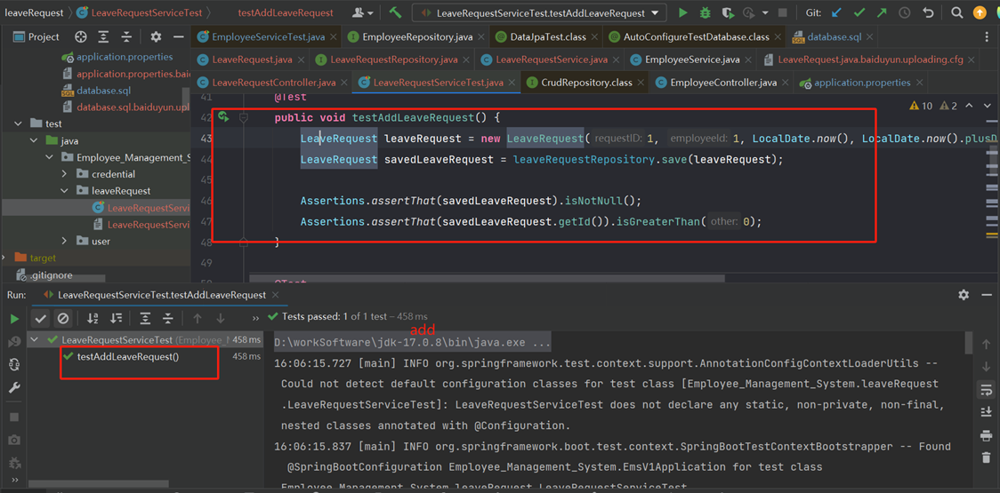 leaveRequest LeaveRequestServiceTest testAddLeaveRequest LeaveRequestServiceTest.testAddLeaveRequest Git:
Project EmployeeServiceTest.java EmployeeRepository.java DataJpaTest.class AutoConfigureTestDatabase.class database.sql
application.properties LeaveRequest.java LeaveRequestRepository.java LeaveRequestService.java EmployeeService.java LeaveRequest.java.baiduyun.uploading.cfg
application.properties.bai
database.sql LeaveRequestController.java LeaveRequestServiceTest.java CrudRepository.class EmployeeController.java application.properties
database.sql.baiduyun.upl
41 @Test
42 public void testAddLeaveRequest() { 10 2
43 LeaveRequest leaveRequest = new LeaveRequest( requestID: 1, employeeId: 1, LocalDate.now(), LocalDate.now().plusD
44 LeaveRequest savedLeaveRequest = leaveRequestRepository.save(leaveRequest);
45
46 Assertions.assertThat(savedLeaveRequest).isNotNull();
47 Assertions.assertThat(savedLeaveRequest.getId()).isGreaterThan( other: 0);
48 }
49
test
java
Employee_Management_S
credential
leaveRequest
LeaveRequestServi
LeaveRequestServi
user
target
.gitignore
@Test
Run: LeaveRequestServiceTest.testAddLeaveRequest
Tests passed: 1 of 1 test – 458 ms
add
LeaveRequestServiceTest (Employee_M 458 ms
testAddLeaveRequest() 458 ms
D:\workSoftware\jdk-17.0.8\bin\java.exe ...
16:06:15.727 [main] INFO org.springframework.test.context.support.AnnotationConfigContextLoaderUtils --
Could not detect default configuration classes for test class [Employee_Management_System.leaveRequest
.LeaveRequestServiceTest]: LeaveRequestServiceTest does not declare any static, non-private, non-final,
nested classes annotated with @Configuration.
16:06:15.837 [main] INFO org.springframework.boot.test.context.SpringBootTestContextBootstrapper -- Found
@SpringBootConfiguration Employee_Management_System.EmsV1Application for test class
Employee_Management_System.leaveRequest.LeaveRequestServiceTest